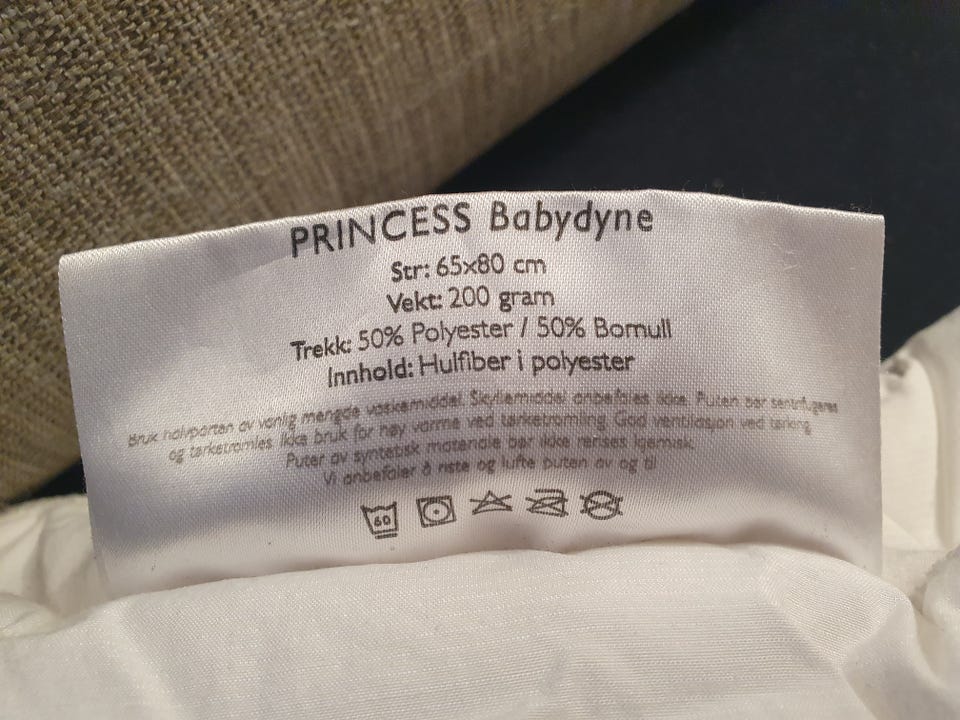 PRINCESS Babydyne
Str: 65x80 cm
Vekt: 200 gram
Trekk: 50% Polyester / 50% Bomull
Innhold: Hulfiber i polyester
Bruk halvparten av vanlig mengde vaskemiddel. Skyllemiddel anbefales ikke. Puten bør sentrifugeres
og tørketromles. Ikke bruk for høy varme ved tørketromling. God ventilasjon ved tørking.
Puter av syntetisk materiale bør ikke renses kjemisk.
Vi anbefaler å riste og lufte puten av og til
60